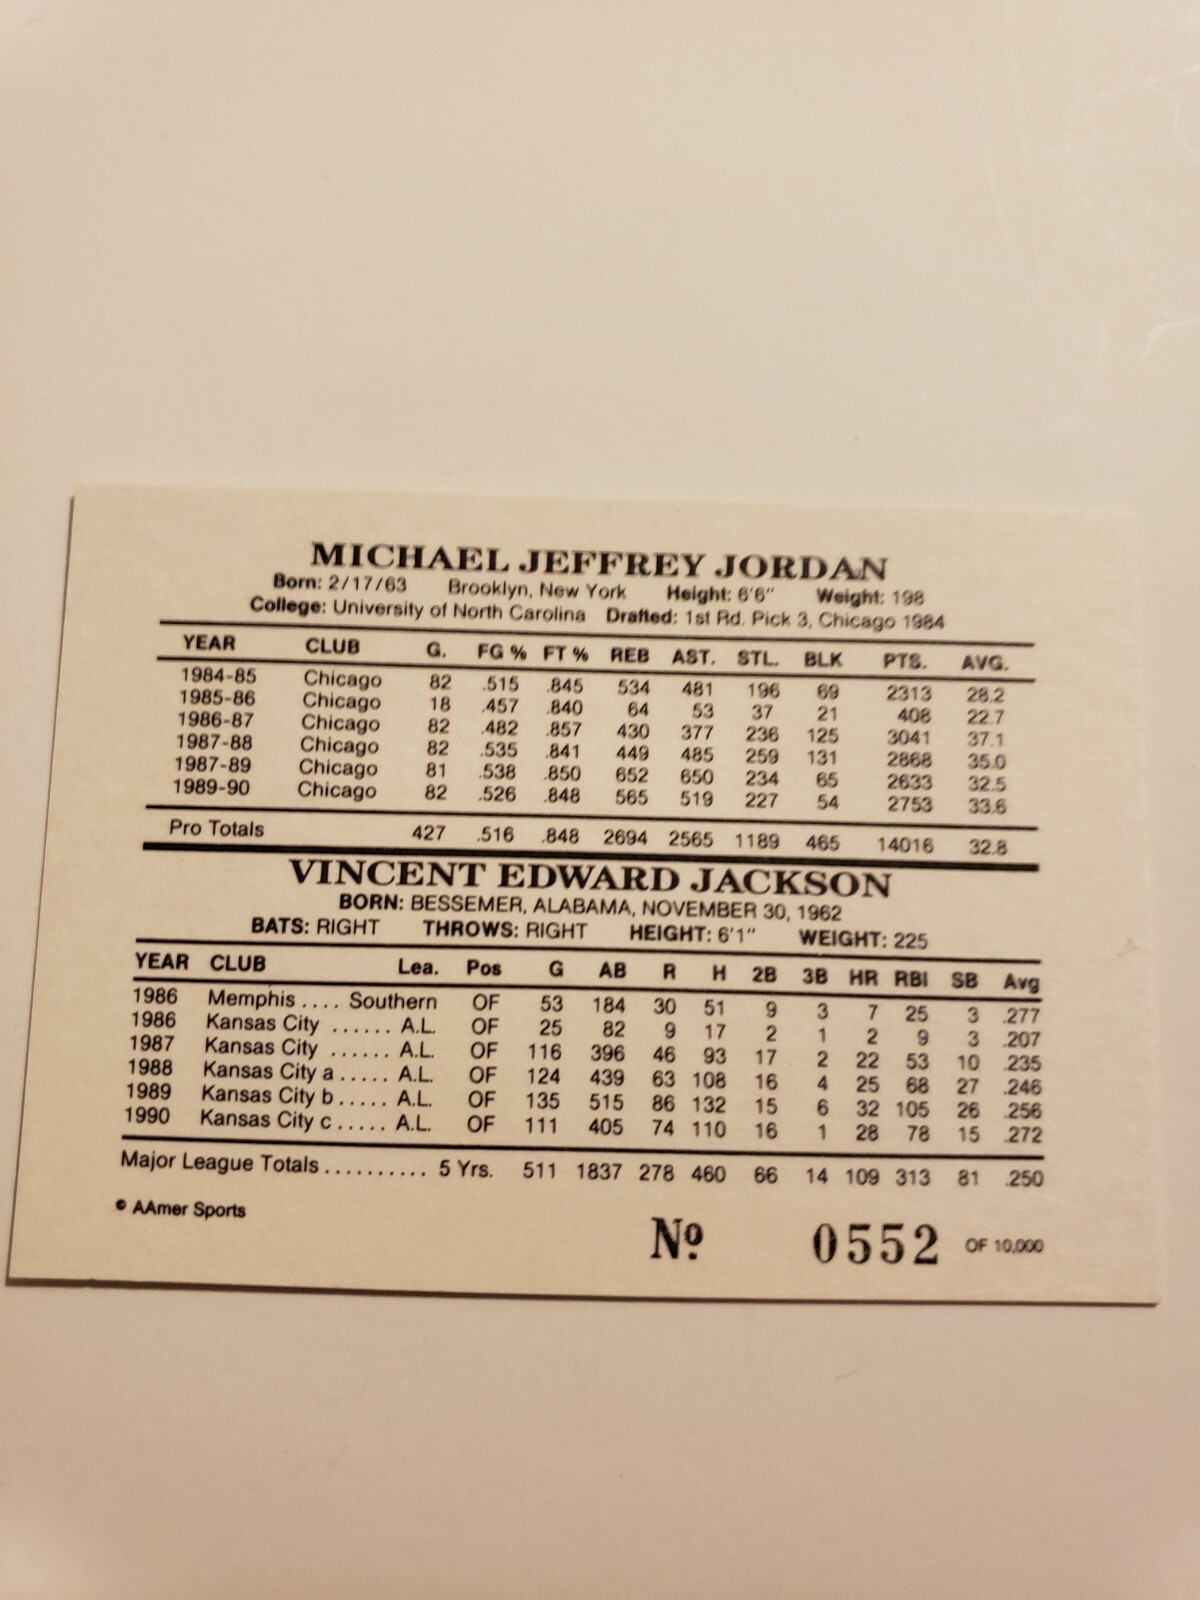 MICHAEL JEFFREY JORDAN
Born: 2/17/63 Brooklyn, New York Height: 6'6" Weight: 198
College: University of North Carolina Drafted: 1st Rd. Pick 3, Chicago 1984
YEAR CLUB G. FG % FT % REB AST. STL. BLK PTS. AVG.
1984-85 Chicago 82 .515 .845 534 481 196 69 2313 28.2
1985-86 Chicago 18 .457 .840 64 53 37 21 408 22.7
1986-87 Chicago 82 .482 .857 430 377 236 125 3041 37.1
1987-88 Chicago 82 .535 .841 449 485 259 131 2868 35.0
1987-89 Chicago 81 .538 .850 652 650 234 65 2633 32.5
1989-90 Chicago 82 .526 .848 565 519 227 54 2753 33.6
Pro Totals 427 .516 .848 2694 2565 1189 465 14016 32.8
VINCENT EDWARD JACKSON
BORN: BESSEMER, ALABAMA, NOVEMBER 30, 1962
BATS: RIGHT THROWS: RIGHT HEIGHT: 6'1" WEIGHT: 225
YEAR CLUB Lea. Pos G AB R H 2B 3B HR RBI SB Avg
1986 Memphis .... Southern OF 53 184 30 51 9 3 7 25 3 .277
1986 Kansas City ...... A.L. OF 25 82 9 17 2 1 2 9 3 .207
1987 Kansas City ...... A.L. OF 116 396 46 93 17 2 22 53 10 .235
1988 Kansas City a ..... A.L. OF 124 439 63 108 16 4 25 68 27 .246
1989 Kansas City b ..... A.L. OF 135 515 86 132 15 6 32 105 26 .256
1990 Kansas City c ..... A.L. OF 111 405 74 110 16 1 28 78 15 .272
Major League Totals .......... 5 Yrs. 511 1837 278 460 66 14 109 313 81 .250
© AAmer Sports
Nº 0552 OF 10,000